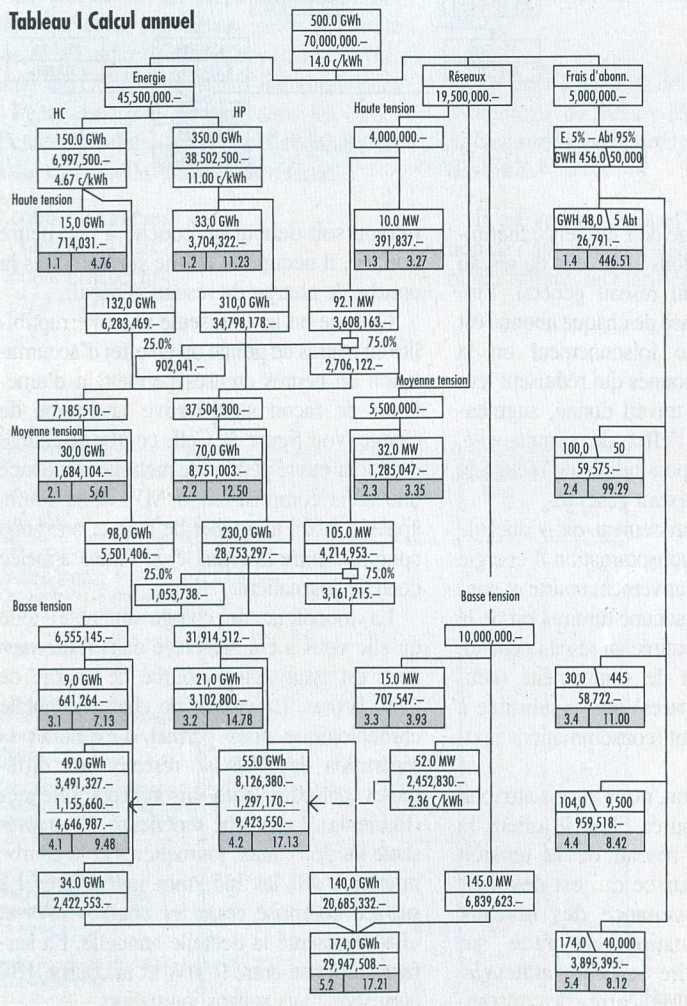 Tableau I Calcul annuel
500.0 GWh
70,000,000.–
14.0 c/kWh
Energie
45,500,000.–
Réseaux
19,500,000.–
Frais d'abonn.
5,000,000.–
HC
HP
Haute tension
150.0 GWh
6,997,500.–
4.67 c/kWh
350.0 GWh
38,502,500.–
11.00 c/kWh
4,000,000.–
E. 5% – Abt 95%
GWH 456.0\50,000
Haute tension
15,0 GWh
714,031.–
1.1 4.76
33,0 GWh
3,704,322.–
1.2 11.23
10.0 MW
391,837.–
1.3 3.27
GWH 48,0 \ 5 Abt
26,791.–
1.4 446.51
132,0 GWh
6,283,469.–
310,0 GWh
34,798,178.–
92.1 MW
3,608,163.–
25.0%
75.0%
902,041.–
2,706,122.–
Moyenne tension
7,185,510.–
37,504,300.–
5,500,000.–
Moyenne tension
30,0 GWh
1,684,104.–
2.1 5,61
70,0 GWh
8,751,003.–
2.2 12.50
32.0 MW
1,285,047.–
2.3 3.35
100,0 \ 50
59,575.–
2.4 99.29
98,0 GWh
5,501,406.–
230,0 GWh
28,753,297.–
105.0 MW
4,214,953.–
25.0%
75.0%
1,053,738.–
3,161,215.–
Basse tension
Basse tension
6,555,145.–
31,914,512.–
10,000,000.–
9,0 GWh
641,264.–
3.1 7.13
21,0 GWh
3,102,800.–
3.2 14.78
15.0 MW
707,547.–
3.3 3.93
30,0 445
58,722.–
3.4 11.00
49.0 GWh
3,491,327.–
1,155,660.–
4,646,987.–
4.1 9.48
55.0 GWh
8,126,380.–
1,297,170.–
9,423,550.–
4.2 17.13
52.0 MW
2,452,830.–
2.36 C/kWh
104,0 \ 9,500
959,518.–
4.4 8.42
34.0 GWh
2,422,553.–
140,0 GWh
20,685,332.–
145.0 MW
6,839,623.–
174.0 GWh
29,947,508.–
5.2 17.21
174,0 \ 40,000
3,895,395.–
5.4 8.12